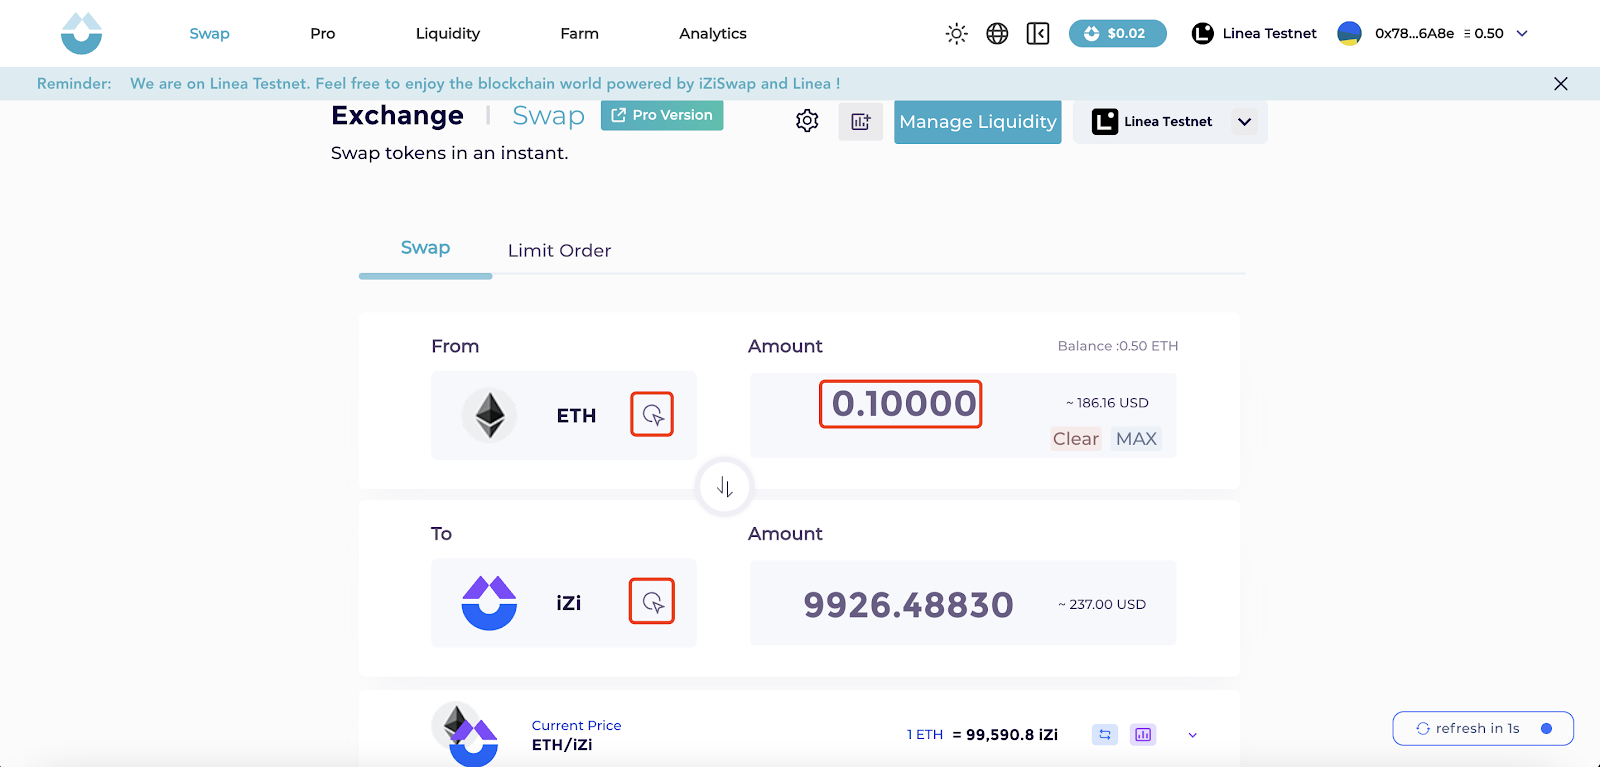 Swap Pro Liquidity Farm Analytics $0.02 Linea Testnet 0x78...6A8e Ξ 0.50
Reminder: We are on Linea Testnet. Feel free to enjoy the blockchain world powered by iZiSwap and Linea !
Exchange | Swap Pro Version Manage Liquidity Linea Testnet
Swap tokens in an instant.
Swap Limit Order
From Amount Balance :0.50 ETH
ETH 0.10000 ~ 186.16 USD
Clear MAX
To Amount
iZi 9926.48830 ~ 237.00 USD
Current Price
ETH/iZi 1 ETH = 99,590.8 iZi
refresh in 1s